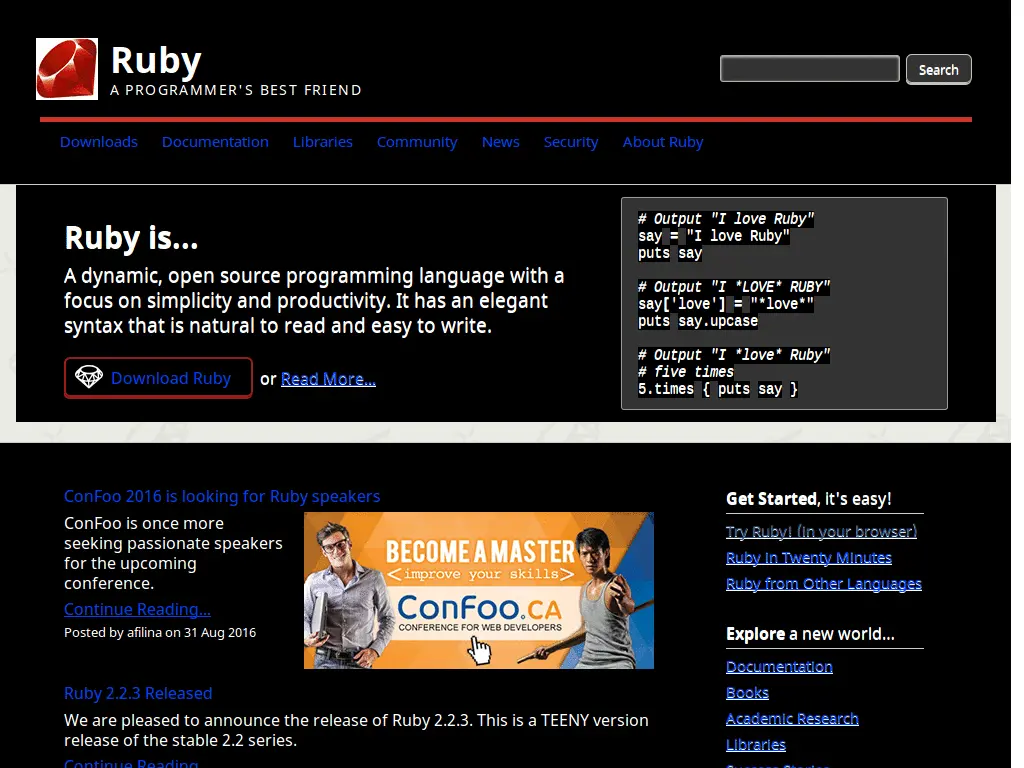 Ruby
A PROGRAMMER'S BEST FRIEND
Search
Downloads Documentation Libraries Community News Security About Ruby
Ruby is...
A dynamic, open source programming language with a
focus on simplicity and productivity. It has an elegant
syntax that is natural to read and easy to write.
Download Ruby or Read More...
# Output "I love Ruby"
say = "I love Ruby"
puts say
# Output "I *LOVE* RUBY"
say['love'] = "*love*"
puts say.upcase
# Output "I *love* Ruby"
# five times
5.times { puts say }
ConFoo 2016 is looking for Ruby speakers
ConFoo is once more
seeking passionate speakers
for the upcoming
conference.
Continue Reading...
Posted by afilina on 31 Aug 2016
BECOME A MASTER
<improve your skills>
ConFoo.CA
CONFERENCE FOR WEB DEVELOPERS
Ruby 2.2.3 Released
We are pleased to announce the release of Ruby 2.2.3. This is a TEENY version
release of the stable 2.2 series.
Continue Reading...
Get Started, it's easy!
Try Ruby! (in your browser)
Ruby in Twenty Minutes
Ruby from Other Languages
Explore a new world...
Documentation
Books
Academic Research
Libraries
Success Stories